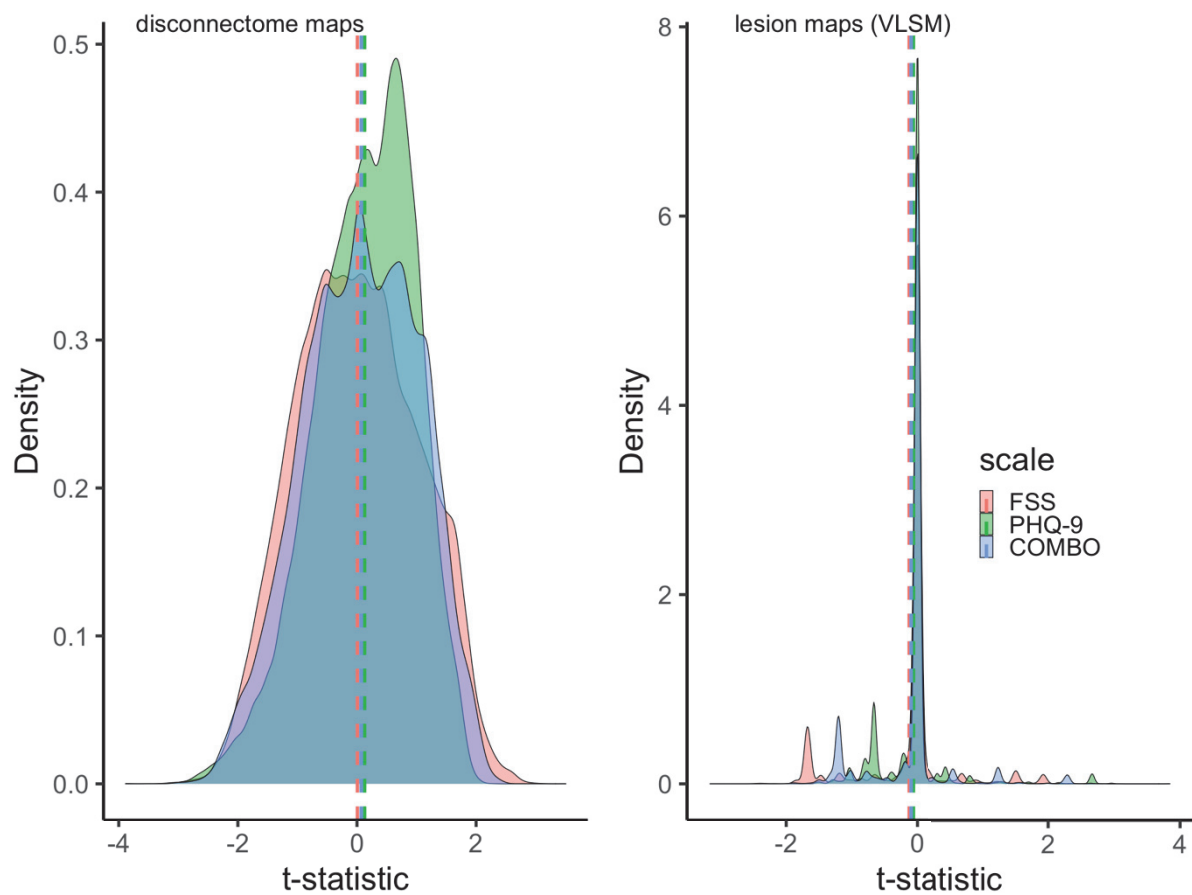 disconnectome maps
lesion maps (VLSM)
0.5
0.4
0.3
0.2
0.1
0.0
Density
-4
-2
0
2
t-statistic
8
6
4
2
0
Density
-2
0
2
4
t-statistic
scale
FSS
PHQ-9
COMBO